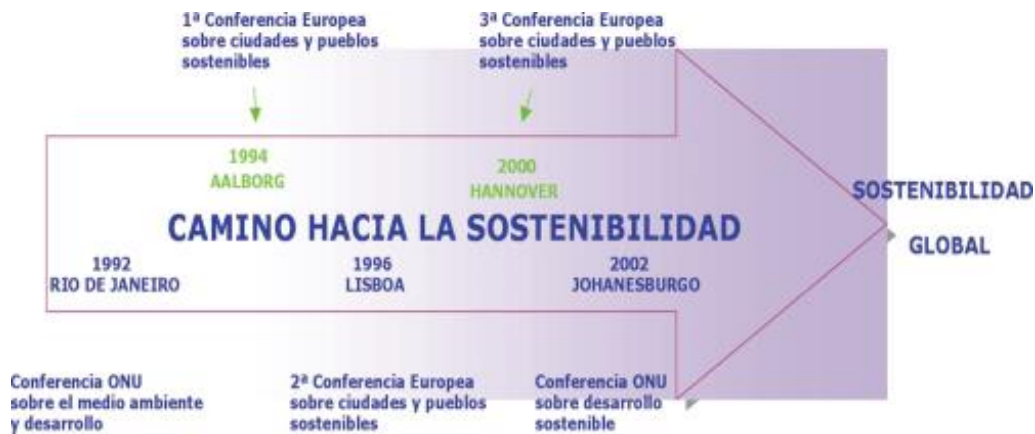 1ª Conferencia Europea
sobre ciudades y pueblos
sostenibles
3ª Conferencia Europea
sobre ciudades y pueblos
sostenibles
1994
AALBORG
2000
HANNOVER
CAMINO HACIA LA SOSTENIBILIDAD
SOSTENIBILIDAD
GLOBAL
1992
RIO DE JANEIRO
1996
LISBOA
2002
JOHANESBURGO
Conferencia ONU
sobre el medio ambiente
y desarrollo
2ª Conferencia Europea
sobre ciudades y pueblos
sostenibles
Conferencia ONU
sobre desarrollo
sostenible